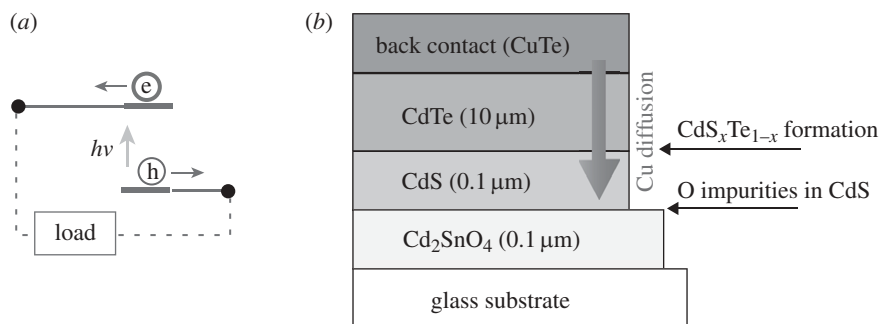 (a)
e
hν
h
load
(b)
back contact (CuTe)
CdTe (10 μm)
CdS (0.1 μm)
Cd₂SnO₄ (0.1 μm)
glass substrate
Cu diffusion
CdSₓTe₁₋ₓ formation
O impurities in CdS